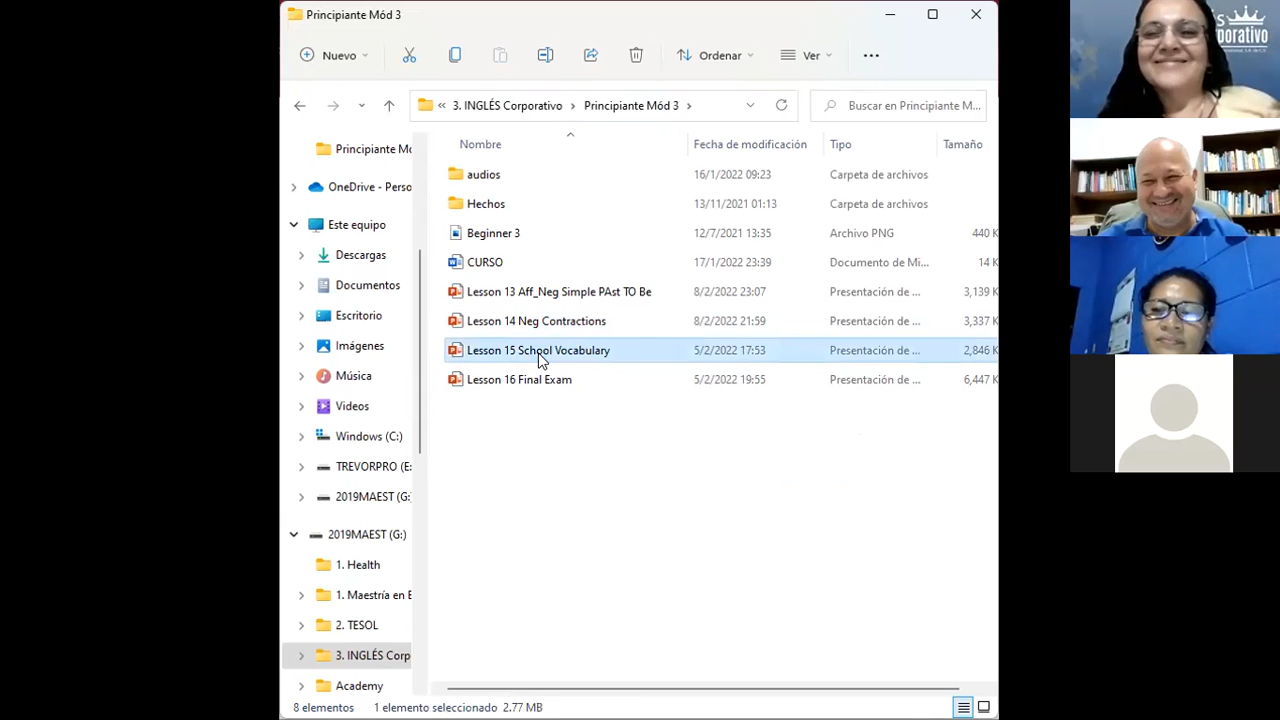 Principiante Mód 3
Nuevo
Ordenar
Ver
« 3. INGLÉS Corporativo > Principiante Mód 3 >
Buscar en Principiante M...
Nombre
Fecha de modificación
Tipo
Tamaño
audios 16/1/2022 09:23 Carpeta de archivos
Hechos 13/11/2021 01:13 Carpeta de archivos
Beginner 3 12/7/2021 13:35 Archivo PNG 440 K
CURSO 17/1/2022 23:39 Documento de Mi... 14 K
Lesson 13 Aff_Neg Simple PAst TO Be 8/2/2022 23:07 Presentación de ... 3,139 K
Lesson 14 Neg Contractions 8/2/2022 21:59 Presentación de ... 3,337 K
Lesson 15 School Vocabulary 5/2/2022 17:53 Presentación de ... 2,846 K
Lesson 16 Final Exam 5/2/2022 19:55 Presentación de ... 6,447 K
Principiante Mó
OneDrive - Perso
Este equipo
Descargas
Documentos
Escritorio
Imágenes
Música
Videos
Windows (C:)
TREVORPRO (E:
2019MAEST (G:
2019MAEST (G:)
1. Health
1. Maestría en E
2. TESOL
3. INGLÉS Corp
Academy
8 elementos 1 elemento seleccionado 2.77 MB